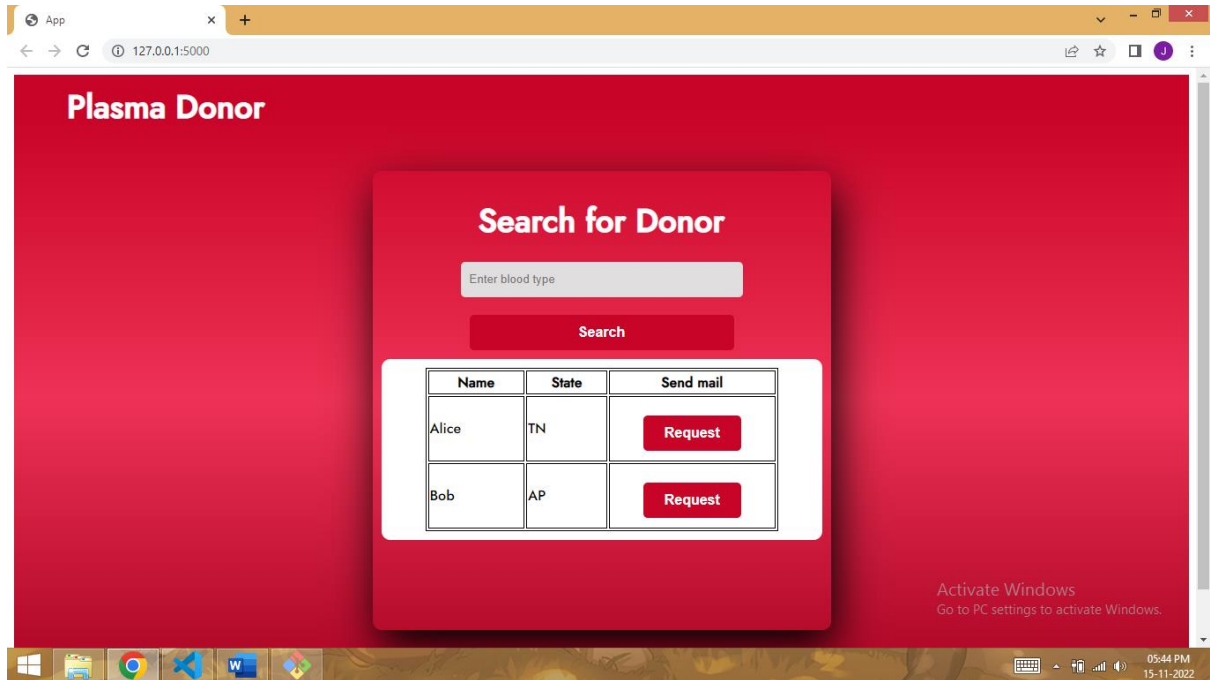 App
127.0.0.1:5000
J
Plasma Donor
Search for Donor
Enter blood type
Search
Name State Send mail
Alice TN Request
Bob AP Request
Activate Windows
Go to PC settings to activate Windows.
W
05:44 PM
15-11-2022